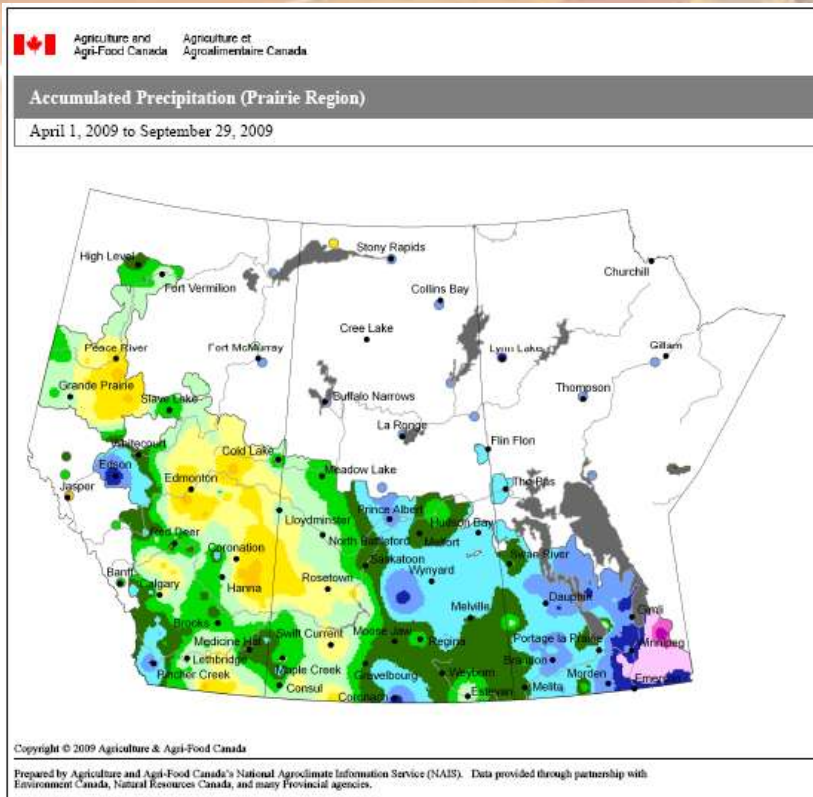 Agriculture and Agriculture et
Agri-Food Canada Agroalimentaire Canada
Accumulated Precipitation (Prairie Region)
April 1, 2009 to September 29, 2009
High Level
Fort Vermilion
Stony Rapids
Churchill
Collins Bay
Cree Lake
Peace River
Fort McMurray
Lynn Lake
Gillam
Grande Prairie
Slave Lake
Buffalo Narrows
Thompson
La Ronge
Whitecourt
Cold Lake
Flin Flon
Edson
Meadow Lake
Jasper
Edmonton
The Pas
Lloydminster
Prince Albert
Hudson Bay
Red Deer
North Battleford
Melfort
Coronation
Saskatoon
Swan River
Banff
Calgary
Hanna
Rosetown
Wynyard
Dauphin
Melville
Gimli
Brooks
Medicine Hat
Swift Current
Moose Jaw
Regina
Portage la Prairie
Winnipeg
Lethbridge
Maple Creek
Gravelbourg
Weyburn
Brandon
Pincher Creek
Consul
Coronach
Estevan
Melita
Morden
Emerson
Copyright © 2009 Agriculture & Agri-Food Canada
Prepared by Agriculture and Agri-Food Canada's National Agroclimate Information Service (NAIS). Data provided through partnership with
Environment Canada, Natural Resources Canada, and many Provincial agencies.